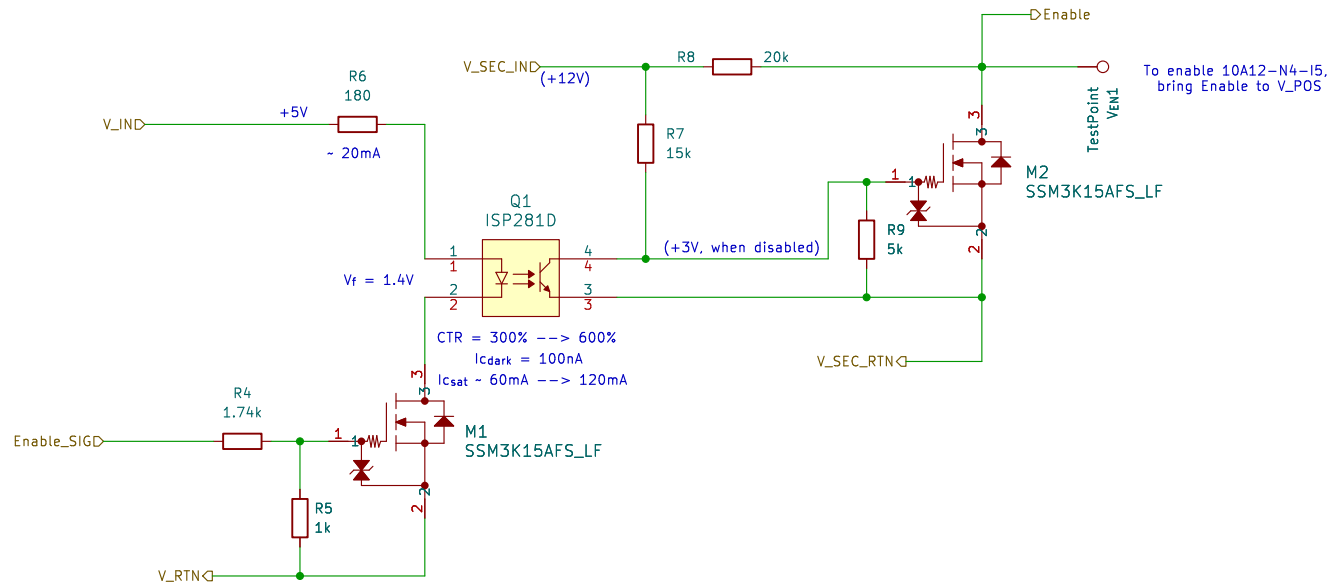 Enable
V_SEC_IN
(+12V)
R8
20k
To enable 10A12-N4-I5,
bring Enable to V_POS
TestPoint
V_EN1
R6
180
+5V
V_IN
~ 20mA
R7
15k
3
3
1
1
M2
SSM3K15AFS_LF
2
2
R9
5k
Q1
ISP281D
(+3V, when disabled)
1
1
4
4
2
2
3
3
Vf = 1.4V
CTR = 300% --> 600%
Icdark = 100nA
Icsat ~ 60mA --> 120mA
V_SEC_RTN
3
3
R4
1.74k
Enable_SIG
1
1
M1
SSM3K15AFS_LF
2
2
R5
1k
V_RTN